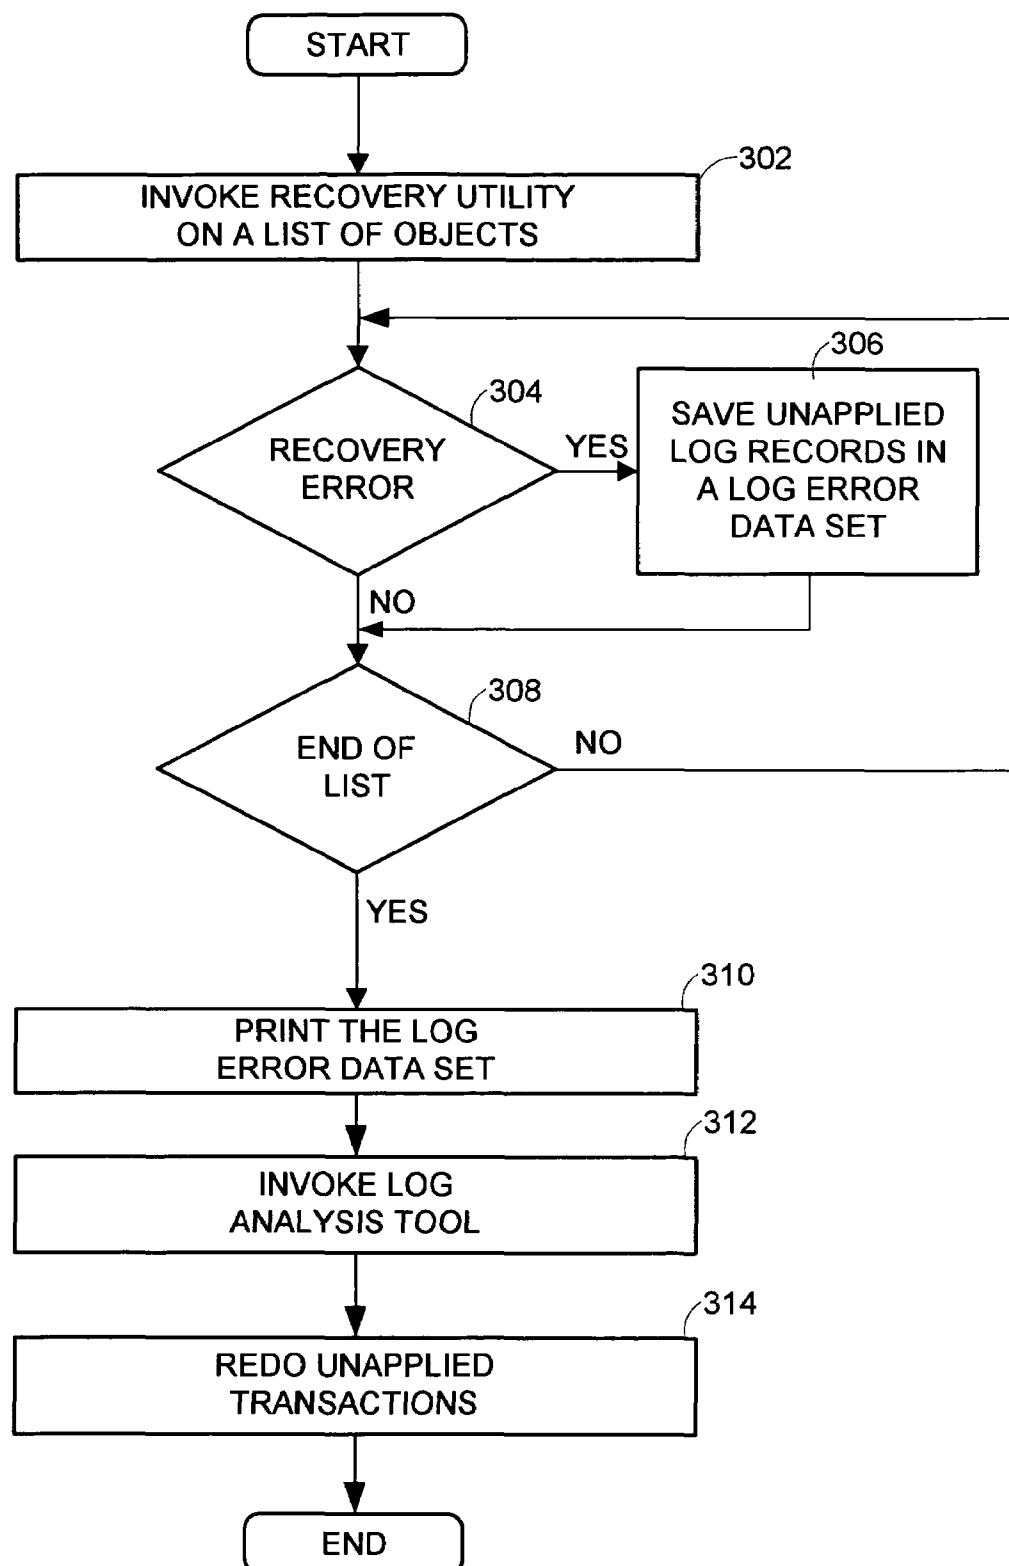 START
302
INVOKE RECOVERY UTILITY
ON A LIST OF OBJECTS
304
RECOVERY
ERROR
YES
306
SAVE UNAPPLIED
LOG RECORDS IN
A LOG ERROR
DATA SET
NO
308
END OF
LIST
NO
YES
310
PRINT THE LOG
ERROR DATA SET
312
INVOKE LOG
ANALYSIS TOOL
314
REDO UNAPPLIED
TRANSACTIONS
END